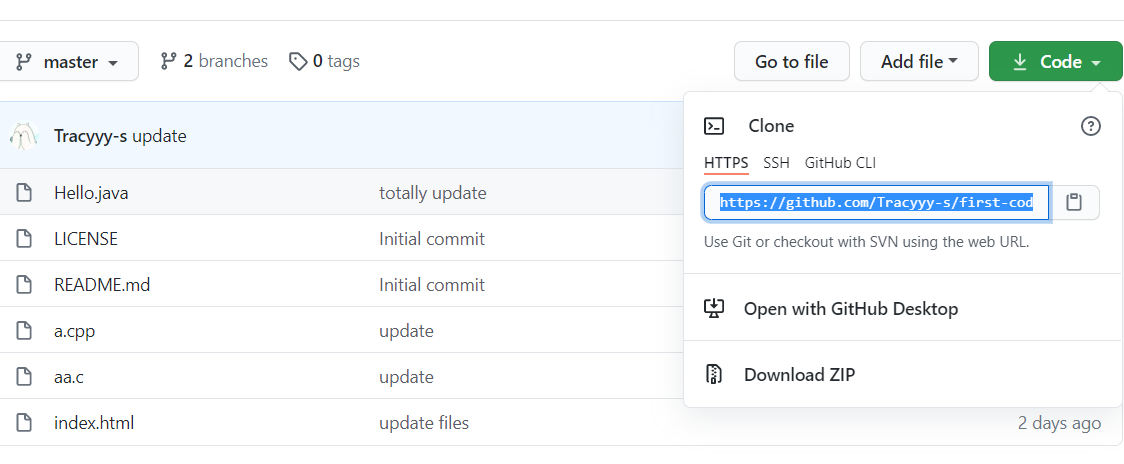 master 2 branches 0 tags Go to file Add file Code
Tracyyy-s update
Clone
HTTPS SSH GitHub CLI
https://github.com/Tracyyy-s/first-cod
Use Git or checkout with SVN using the web URL.
Open with GitHub Desktop
Download ZIP
Hello.java totally update
LICENSE Initial commit
README.md Initial commit
a.cpp update
aa.c update
index.html update files 2 days ago